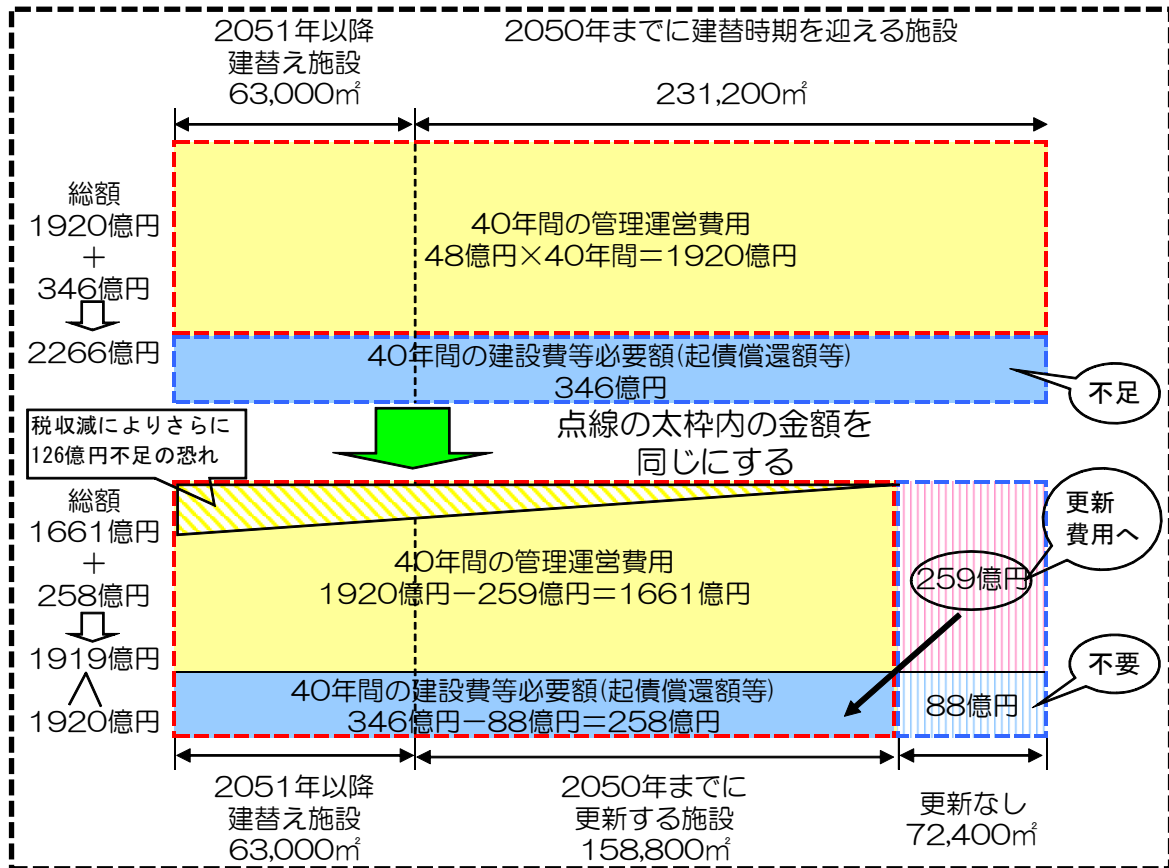 2051年以降
建替え施設
63,000㎡
2050年までに建替時期を迎える施設
231,200㎡
総額
1920億円
＋
346億円
2266億円
40年間の管理運営費用
48億円×40年間＝1920億円
40年間の建設費等必要額(起債償還額等)
346億円
不足
税収減によりさらに
126億円不足の恐れ
点線の太枠内の金額を
同じにする
総額
1661億円
＋
258億円
1919億円
＜
1920億円
40年間の管理運営費用
1920億円－259億円＝1661億円
259億円
更新
費用へ
40年間の建設費等必要額(起債償還額等)
346億円－88億円＝258億円
88億円
不要
2051年以降
建替え施設
63,000㎡
2050年までに
更新する施設
158,800㎡
更新なし
72,400㎡